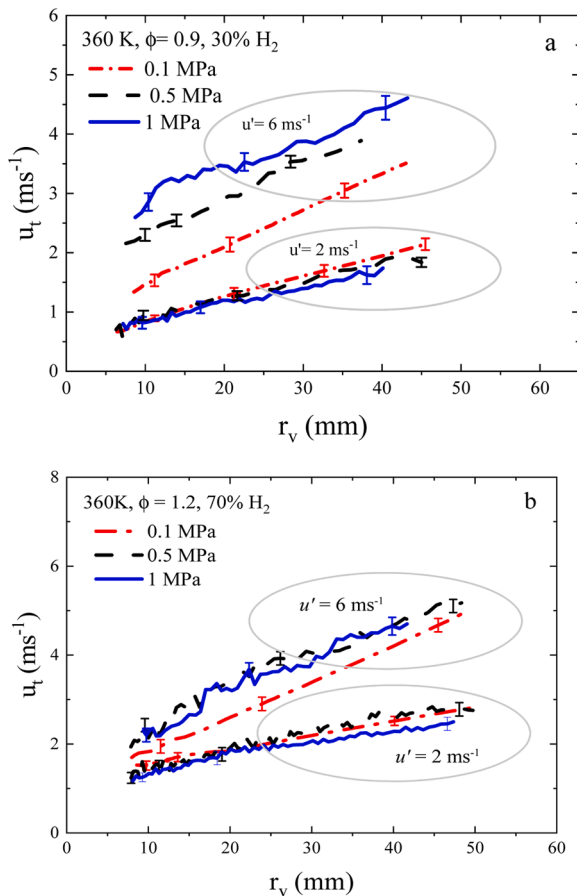 6
360 K, ϕ= 0.9, 30% H₂
a
0.1 MPa
0.5 MPa
1 MPa
5
u'= 6 ms⁻¹
4
3
u'= 2 ms⁻¹
2
1
0
uₜ (ms⁻¹)
0 10 20 30 40 50 60
rᵥ (mm)
8
360K, ϕ = 1.2, 70% H₂
b
0.1 MPa
0.5 MPa
1 MPa
6
u' = 6 ms⁻¹
4
2
u' = 2 ms⁻¹
0
uₜ (ms⁻¹)
0 10 20 30 40 50 60
rᵥ (mm)